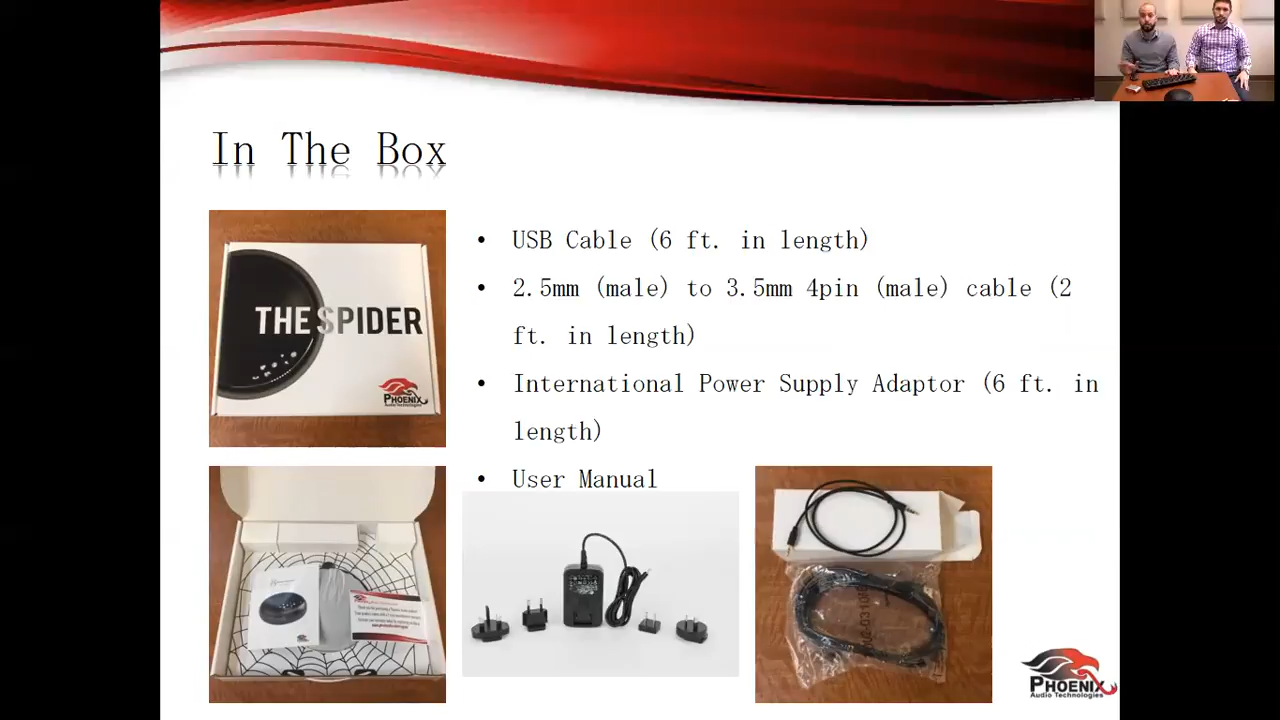 In The Box
THE SPIDER
PHOENIX
Audio Technologies
• USB Cable (6 ft. in length)
• 2.5mm (male) to 3.5mm 4pin (male) cable (2
ft. in length)
• International Power Supply Adaptor (6 ft. in
length)
• User Manual
PHOENIX
Audio Technologies